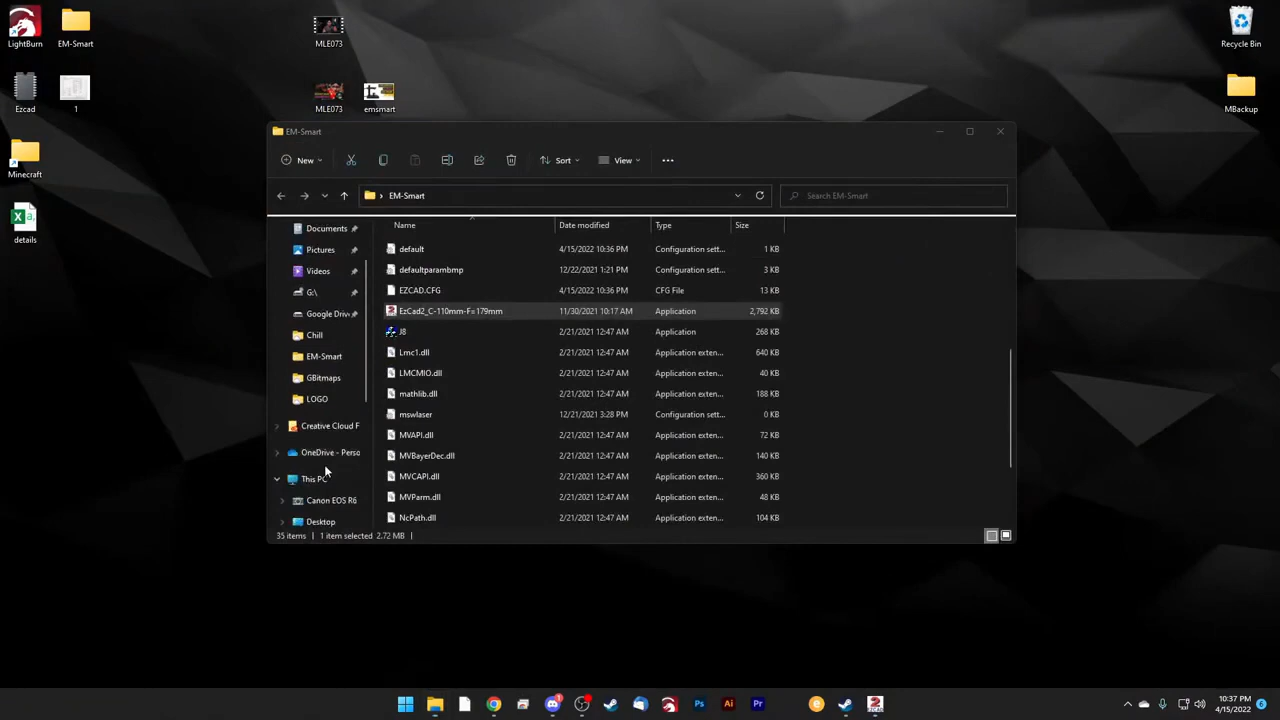 LightBurn
EM-Smart
MLE073
Recycle Bin
Ezcad
1
MLE073
emsmart
MBackup
Minecraft
details
EM-Smart
New
Sort
View
EM-Smart
Search EM-Smart
Name
Date modified
Type
Size
Documents
Pictures
Videos
G:\
Google Driv
Chill
EM-Smart
GBitmaps
LOGO
Creative Cloud F
OneDrive - Perso
This PC
Canon EOS R6
Desktop
default 4/15/2022 10:36 PM Configuration sett... 1 KB
defaultparambmp 12/22/2021 1:21 PM Configuration sett... 3 KB
EZCAD.CFG 4/15/2022 10:36 PM CFG File 13 KB
EzCad2_C-110mm-F=179mm 11/30/2021 10:17 AM Application 2,792 KB
J8 2/21/2021 12:47 AM Application 268 KB
Lmc1.dll 2/21/2021 12:47 AM Application exten... 640 KB
LMCMIO.dll 2/21/2021 12:47 AM Application exten... 40 KB
mathlib.dll 2/21/2021 12:47 AM Application exten... 188 KB
mswlaser 12/21/2021 3:28 PM Configuration sett... 0 KB
MVAPI.dll 2/21/2021 12:47 AM Application exten... 72 KB
MVBayerDec.dll 2/21/2021 12:47 AM Application exten... 140 KB
MVCAPI.dll 2/21/2021 12:47 AM Application exten... 360 KB
MVParm.dll 2/21/2021 12:47 AM Application exten... 48 KB
NcPath.dll 2/21/2021 12:47 AM Application exten... 104 KB
35 items
1 item selected 2.72 MB
Ps
Ai
Pr
10:37 PM
4/15/2022
6